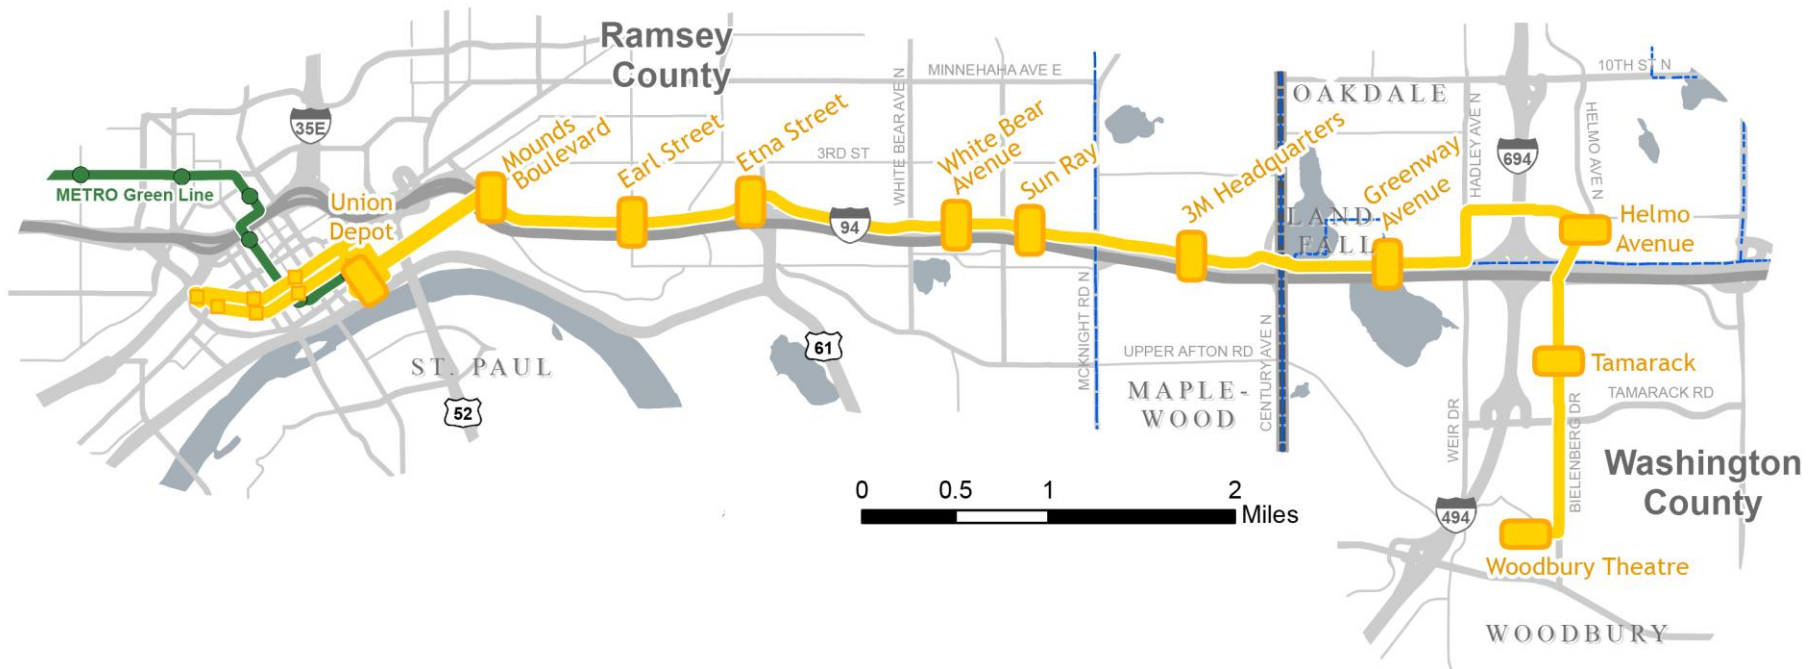 Ramsey
County
MINNEHAHA AVE E
10TH ST N
OAKDALE
35E
WHITE BEAR AVE N
HADLEY AVE N
HELMO AVE N
694
Mounds
Boulevard
Earl Street
Etna Street
3RD ST
White Bear
Avenue
Sun Ray
3M Headquarters
Greenway
Avenue
METRO Green Line
Union
Depot
94
LAND
FALL
Helmo
Avenue
MCKNIGHT RD N
CENTURY AVE N
61
UPPER AFTON RD
ST. PAUL
52
MAPLE-
WOOD
Tamarack
TAMARACK RD
WEIR DR
BIELENBERG DR
Washington
County
0 0.5 1 2
Miles
494
Woodbury Theatre
WOODBURY